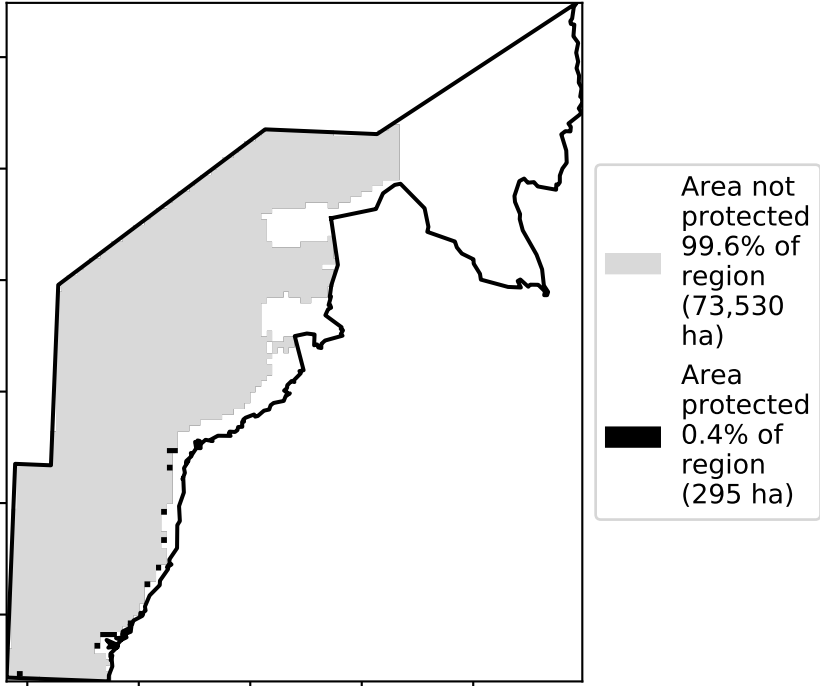 Area not
protected
99.6% of
region
(73,530
ha)
Area
protected
0.4% of
region
(295 ha)